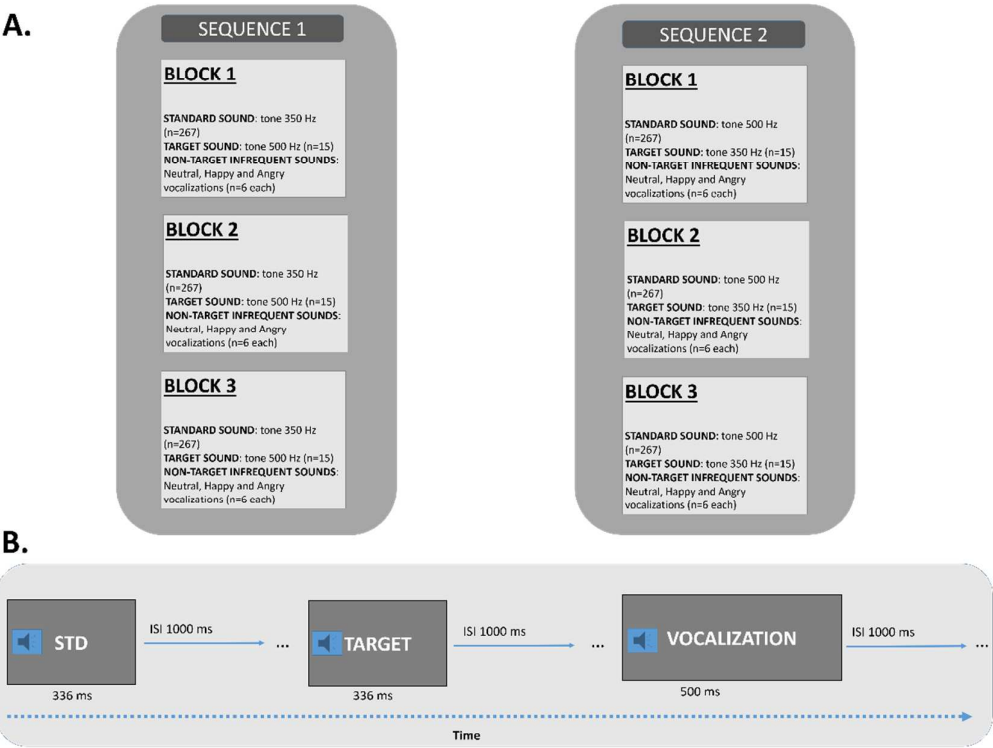 A.
SEQUENCE 1
BLOCK 1
STANDARD SOUND: tone 350 Hz
(n=267)
TARGET SOUND: tone 500 Hz (n=15)
NON-TARGET INFREQUENT SOUNDS:
Neutral, Happy and Angry
vocalizations (n=6 each)
BLOCK 2
STANDARD SOUND: tone 350 Hz
(n=267)
TARGET SOUND: tone 500 Hz (n=15)
NON-TARGET INFREQUENT SOUNDS:
Neutral, Happy and Angry
vocalizations (n=6 each)
BLOCK 3
STANDARD SOUND: tone 350 Hz
(n=267)
TARGET SOUND: tone 500 Hz (n=15)
NON-TARGET INFREQUENT SOUNDS:
Neutral, Happy and Angry
vocalizations (n=6 each)
SEQUENCE 2
BLOCK 1
STANDARD SOUND: tone 500 Hz
(n=267)
TARGET SOUND: tone 350 Hz (n=15)
NON-TARGET INFREQUENT SOUNDS:
Neutral, Happy and Angry
vocalizations (n=6 each)
BLOCK 2
STANDARD SOUND: tone 500 Hz
(n=267)
TARGET SOUND: tone 350 Hz (n=15)
NON-TARGET INFREQUENT SOUNDS:
Neutral, Happy and Angry
vocalizations (n=6 each)
BLOCK 3
STANDARD SOUND: tone 500 Hz
(n=267)
TARGET SOUND: tone 350 Hz (n=15)
NON-TARGET INFREQUENT SOUNDS:
Neutral, Happy and Angry
vocalizations (n=6 each)
B.
STD
ISI 1000 ms
...
TARGET
ISI 1000 ms
...
VOCALIZATION
ISI 1000 ms
...
336 ms
336 ms
500 ms
Time